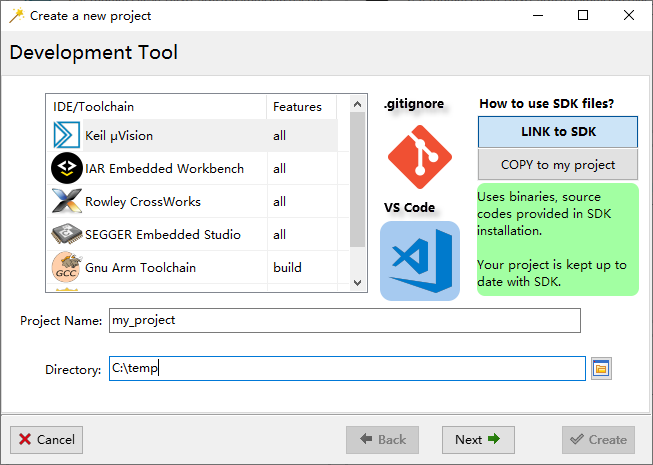 Create a new project
Development Tool
IDE/Toolchain Features
Keil µVision all
IAR Embedded Workbench all
Rowley CrossWorks all
SEGGER Embedded Studio all
GCC Gnu Arm Toolchain build
.gitignore
VS Code
How to use SDK files?
LINK to SDK
COPY to my project
Uses binaries, source
codes provided in SDK
installation.
Your project is kept up to
date with SDK.
Project Name: my_project
Directory: C:\temp
Cancel
Back
Next
Create